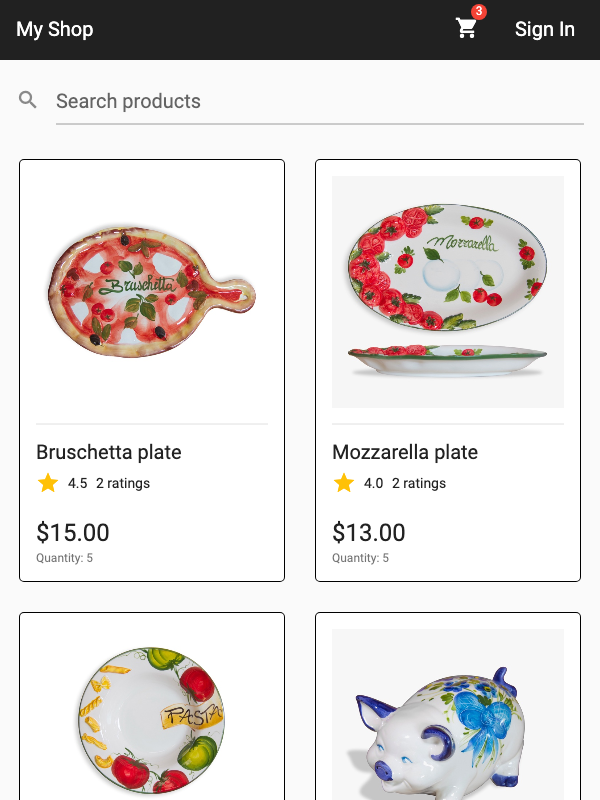 My Shop
3
Sign In
Search products
Bruschetta
Mozzarella
Bruschetta plate
4.5 2 ratings
$15.00
Quantity: 5
Mozzarella plate
4.0 2 ratings
$13.00
Quantity: 5
PASTA